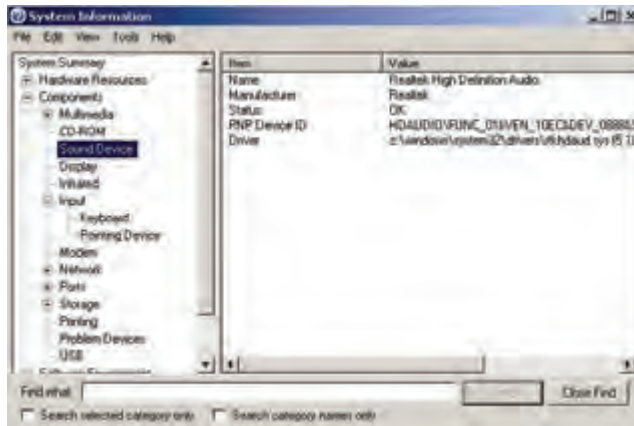 System Information
File Edit View Tools Help
System Summary
Hardware Resources
Components
Multimedia
CD-ROM
Sound Device
Display
Infrared
Input
Keyboard
Pointing Device
Modem
Network
Ports
Storage
Printing
Problem Devices
USB
Item Value
Name Realtek High Definition Audio
Manufacturer Realtek
Status OK
PNP Device ID
Driver
Find what: Close Find
Search selected category only Search category names only